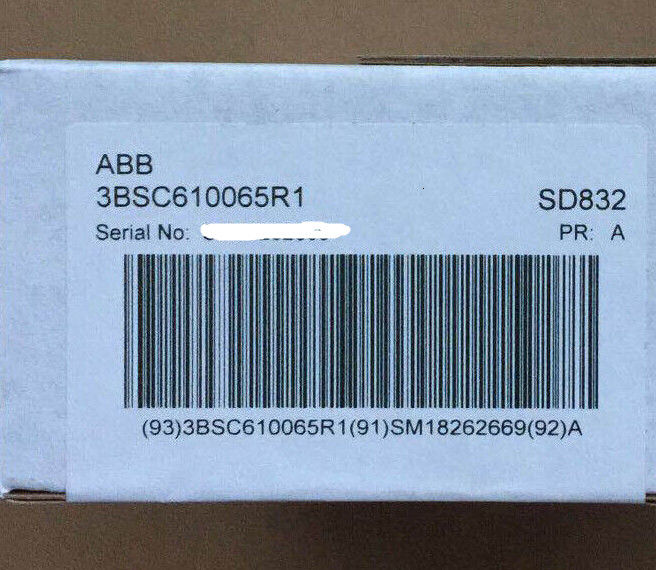 ABB
3BSC610065R1
SD832
Serial No:
PR: A
(93)3BSC610065R1(91)SM18262669(92)A